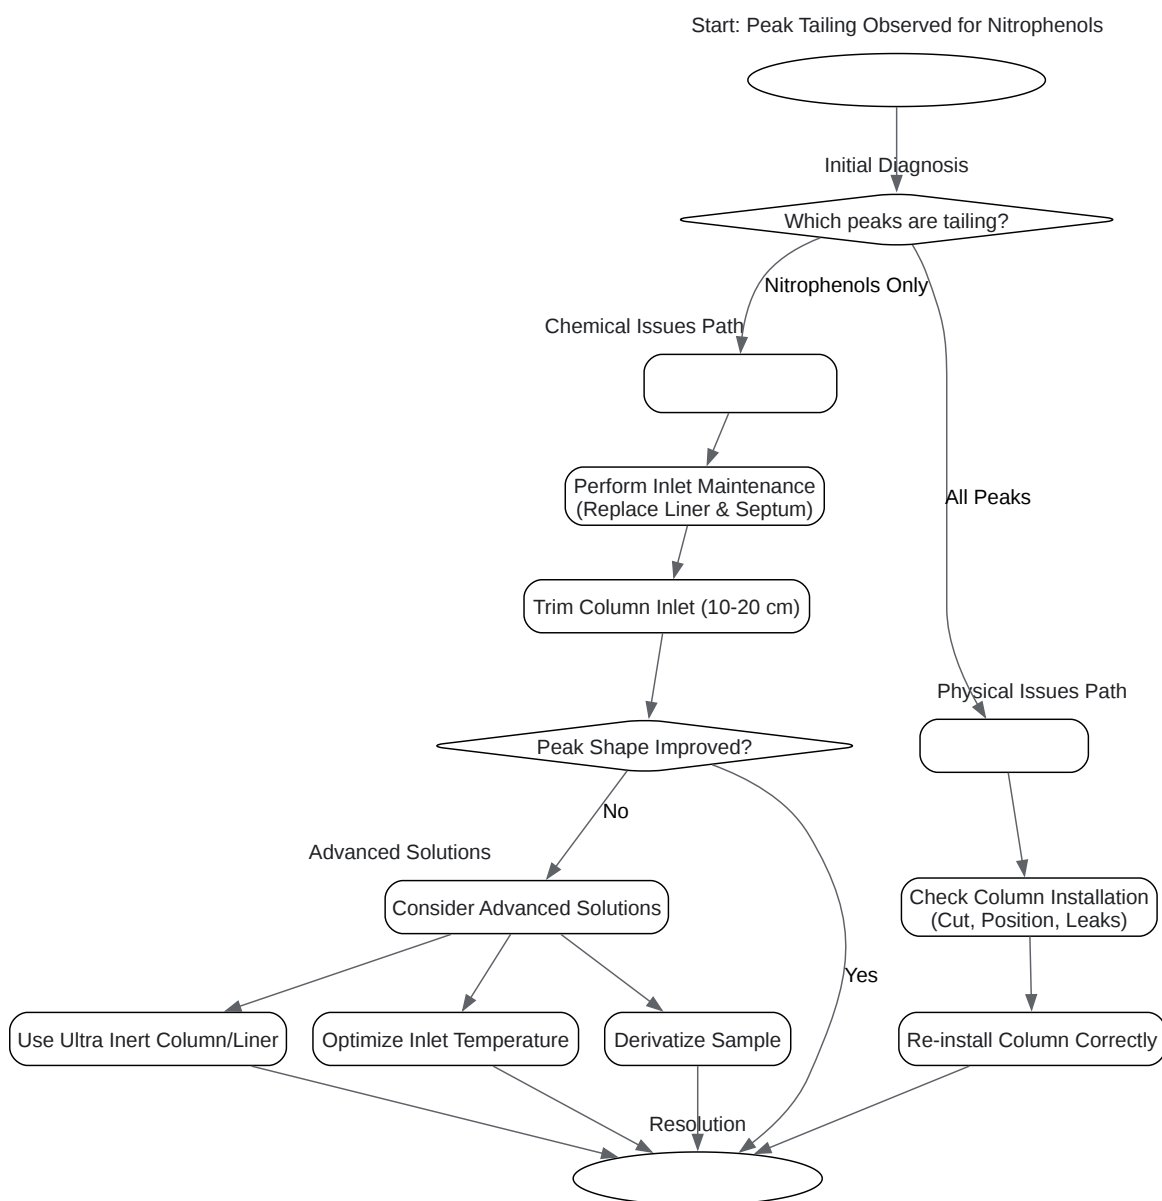 Start: Peak Tailing Observed for Nitrophenols
Initial Diagnosis
Which peaks are tailing?
Nitrophenols Only
Chemical Issues Path
Perform Inlet Maintenance
(Replace Liner & Septum)
All Peaks
Trim Column Inlet (10-20 cm)
Physical Issues Path
Peak Shape Improved?
No
Advanced Solutions
Consider Advanced Solutions
Check Column Installation
(Cut, Position, Leaks)
Yes
Use Ultra Inert Column/Liner
Optimize Inlet Temperature
Derivatize Sample
Re-install Column Correctly
Resolution